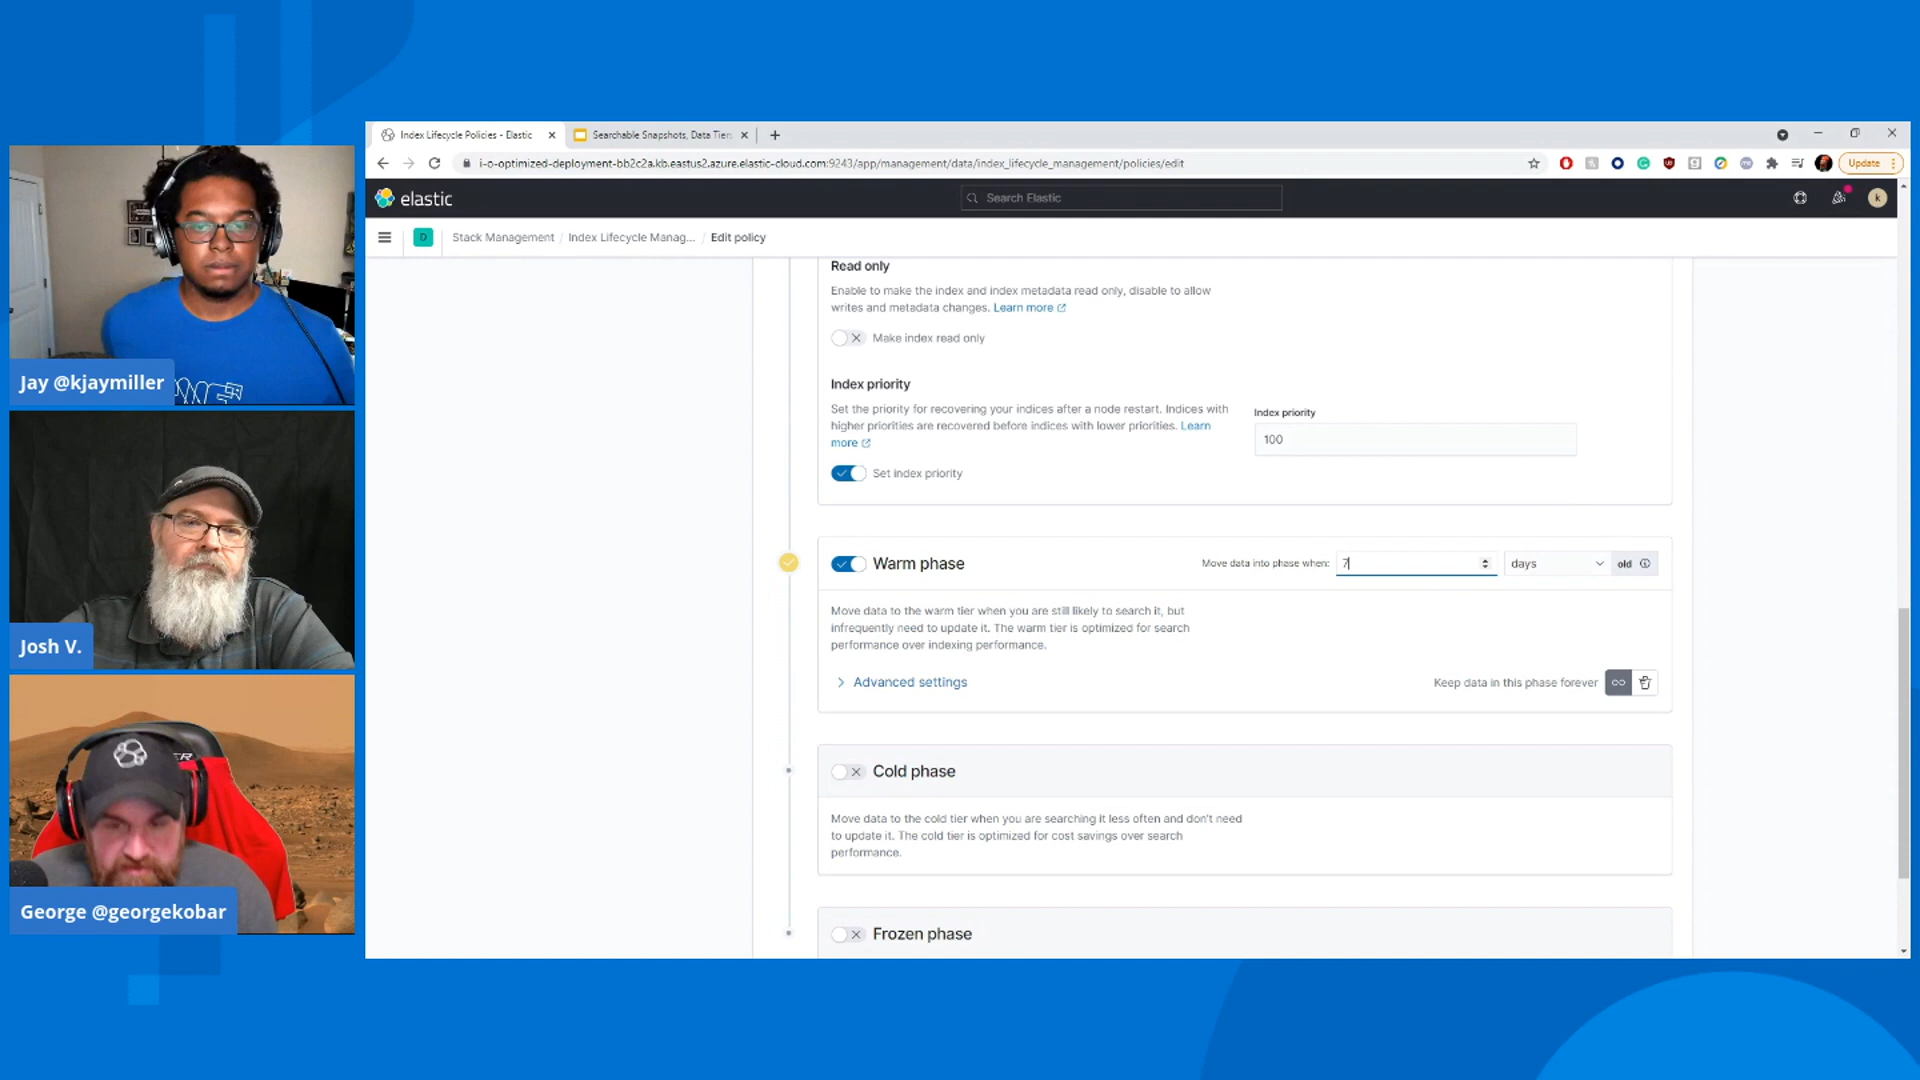 Index Lifecycle Policies - Elastic
Searchable Snapshots, Data Tier
i-o-optimized-deployment-bb2c2a.kb.eastus2.azure.elastic-cloud.com:9243/app/management/data/index_lifecycle_management/policies/edit
Update
elastic
Search Elastic
k
D
Stack Management / Index Lifecycle Manag... / Edit policy
Read only
Enable to make the index and index metadata read only, disable to allow
writes and metadata changes. Learn more
Make index read only
Index priority
Set the priority for recovering your indices after a node restart. Indices with
higher priorities are recovered before indices with lower priorities. Learn
more
Index priority
100
Set index priority
Warm phase
Move data into phase when:
7
days
old
Move data to the warm tier when you are still likely to search it, but
infrequently need to update it. The warm tier is optimized for search
performance over indexing performance.
Advanced settings
Keep data in this phase forever
Cold phase
Move data to the cold tier when you are searching it less often and don't need
to update it. The cold tier is optimized for cost savings over search
performance.
Frozen phase
Jay @kjaymiller
Josh V.
George @georgekobar